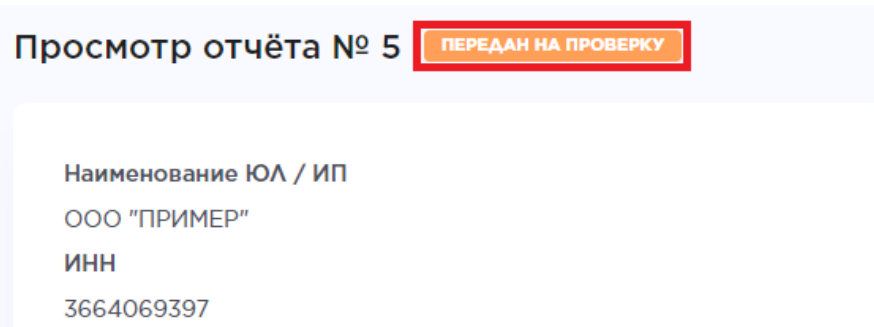 Просмотр отчёта № 5 ПЕРЕДАН НА ПРОВЕРКУ
Наименование ЮЛ / ИП
ООО "ПРИМЕР"
ИНН
3664069397